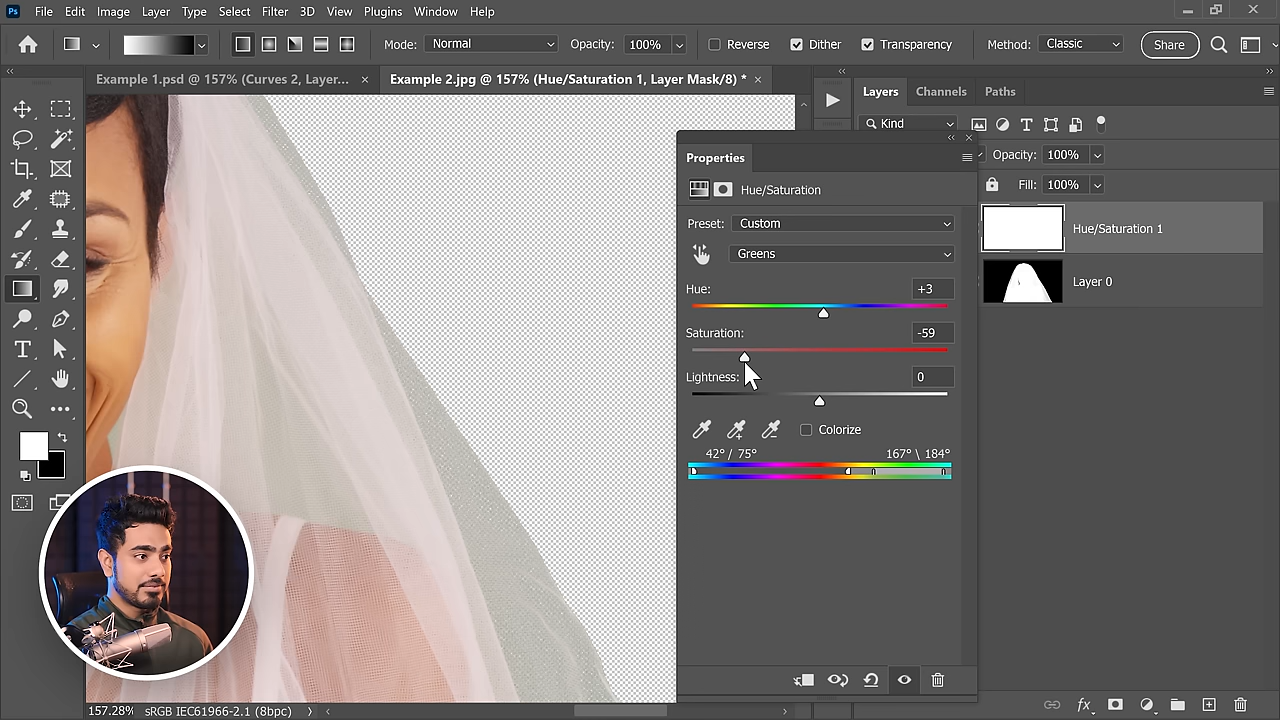 Ps File Edit Image Layer Type Select Filter 3D View Plugins Window Help
Mode: Normal Opacity: 100% Reverse Dither Transparency Method: Classic Share
Example 1.psd @ 157% (Curves 2, Layer... × Example 2.jpg @ 157% (Hue/Saturation 1, Layer Mask/8) * ×
Layers Channels Paths
Kind
Opacity: 100%
Fill: 100%
Hue/Saturation 1
Layer 0
Properties
Hue/Saturation
Preset: Custom
Greens
Hue: +3
Saturation: -59
Lightness: 0
Colorize
42° / 75° 167° \ 184°
157.28% sRGB IEC61966-2.1 (8bpc)
fx